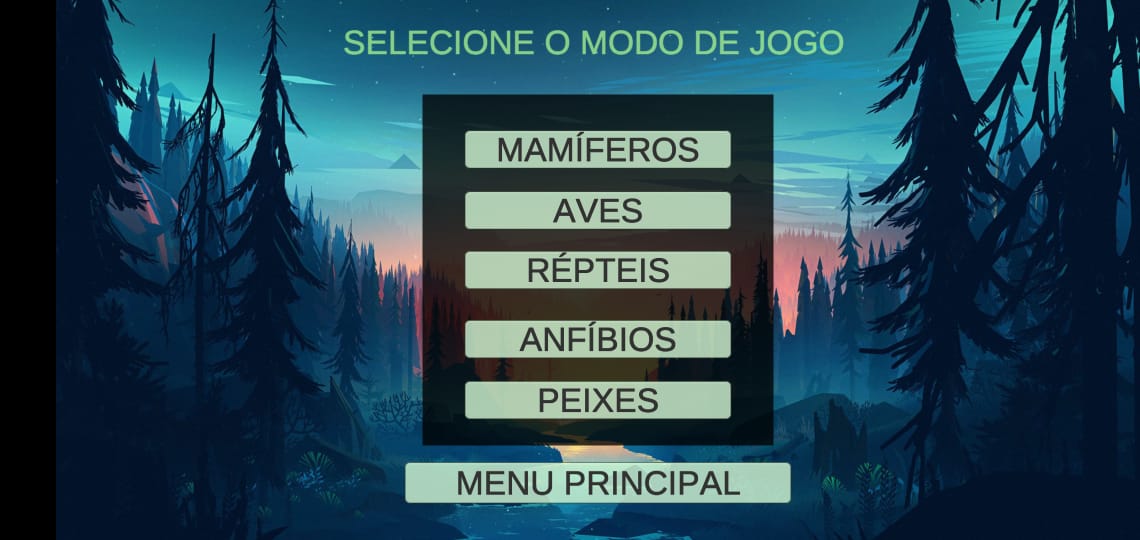 SELECIONE O MODO DE JOGO
MAMÍFEROS
AVES
RÉPTEIS
ANFÍBIOS
PEIXES
MENU PRINCIPAL